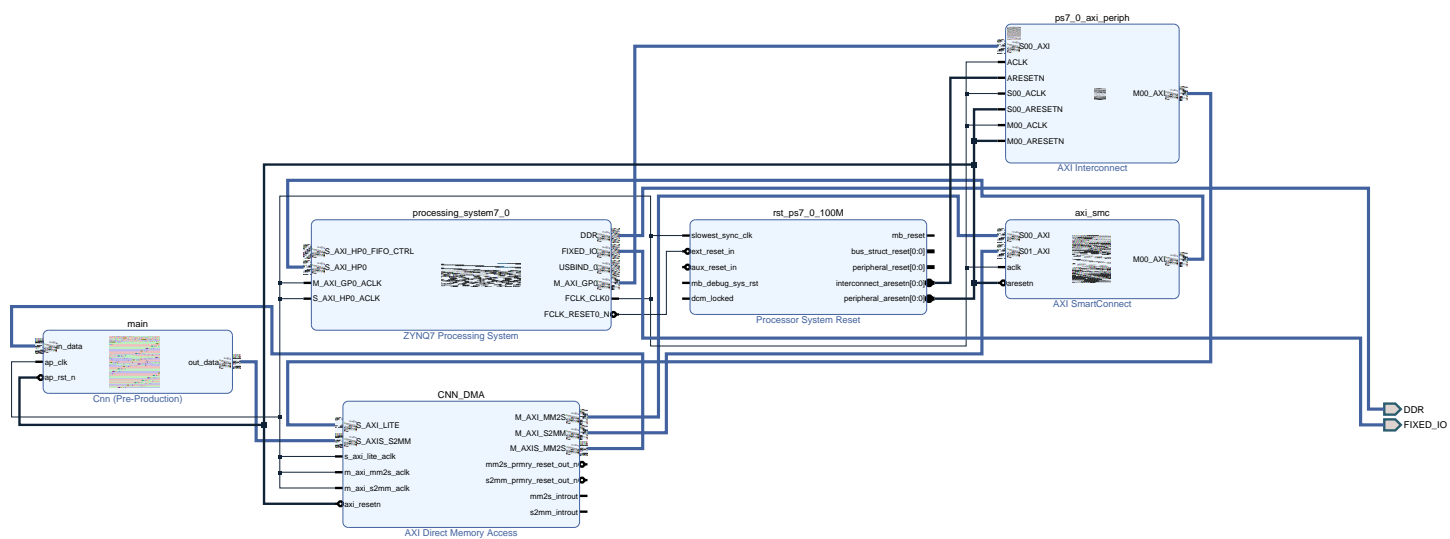 ps7_0_axi_periph
S00_AXI
ACLK
ARESETN
S00_ACLK
S00_ARESETN
M00_ACLK
M00_ARESETN
M00_AXI
AXI Interconnect
processing_system7_0
S_AXI_HP0_FIFO_CTRL
S_AXI_HP0
M_AXI_GP0_ACLK
S_AXI_HP0_ACLK
DDR
FIXED_IO
USBIND_0
M_AXI_GP0
FCLK_CLK0
FCLK_RESET0_N
ZYNQ7 Processing System
rst_ps7_0_100M
slowest_sync_clk
ext_reset_in
aux_reset_in
mb_debug_sys_rst
dcm_locked
mb_reset
bus_struct_reset[0:0]
peripheral_reset[0:0]
interconnect_aresetn[0:0]
peripheral_aresetn[0:0]
Processor System Reset
axi_smc
S00_AXI
S01_AXI
aclk
aresetn
M00_AXI
AXI SmartConnect
main
in_data
ap_clk
ap_rst_n
out_data
Cnn (Pre-Production)
CNN_DMA
S_AXI_LITE
S_AXIS_S2MM
s_axi_lite_aclk
m_axi_mm2s_aclk
m_axi_s2mm_aclk
axi_resetn
M_AXI_MM2S
M_AXI_S2MM
M_AXIS_MM2S
mm2s_prmry_reset_out_n
s2mm_prmry_reset_out_n
mm2s_introut
s2mm_introut
AXI Direct Memory Access
DDR
FIXED_IO